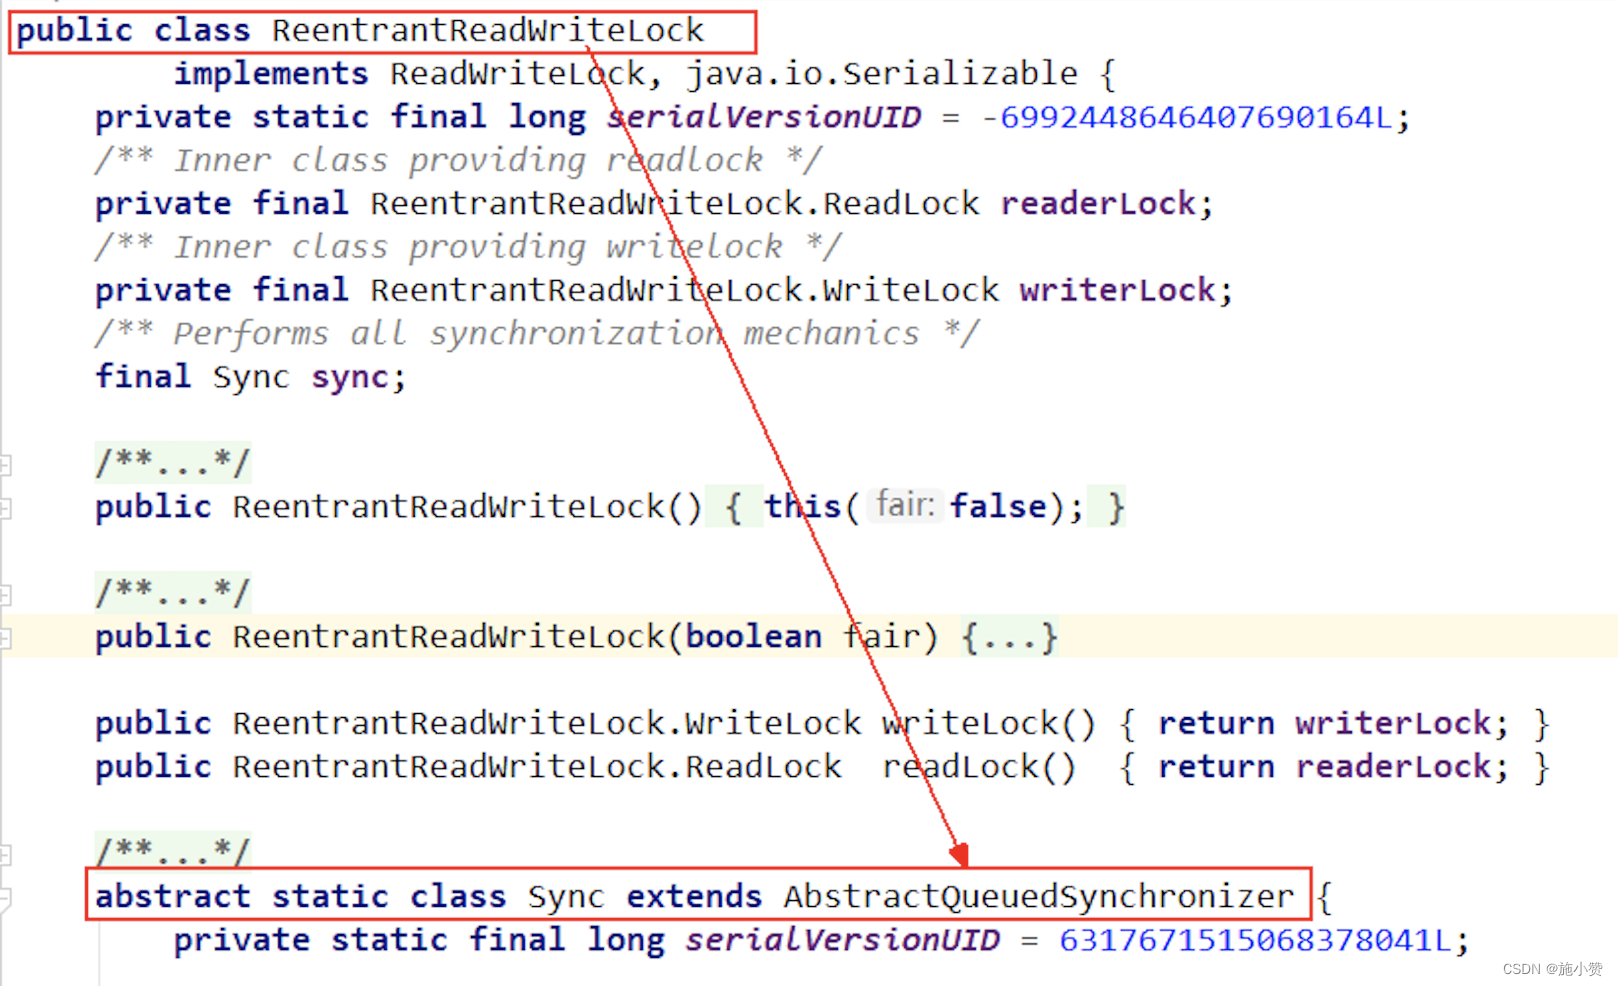 public class ReentrantReadWriteLock
        implements ReadWriteLock, java.io.Serializable {
    private static final long serialVersionUID = -6992448646407690164L;
    /** Inner class providing readlock */
    private final ReentrantReadWriteLock.ReadLock readerLock;
    /** Inner class providing writelock */
    private final ReentrantReadWriteLock.WriteLock writerLock;
    /** Performs all synchronization mechanics */
    final Sync sync;
    /**...*/
    public ReentrantReadWriteLock() { this( fair: false); }
    /**...*/
    public ReentrantReadWriteLock(boolean fair) {...}
    public ReentrantReadWriteLock.WriteLock writeLock() { return writerLock; }
    public ReentrantReadWriteLock.ReadLock  readLock()  { return readerLock; }
    /**...*/
    abstract static class Sync extends AbstractQueuedSynchronizer {
        private static final long serialVersionUID = 6317671515068378041L;
CSDN @施小赞